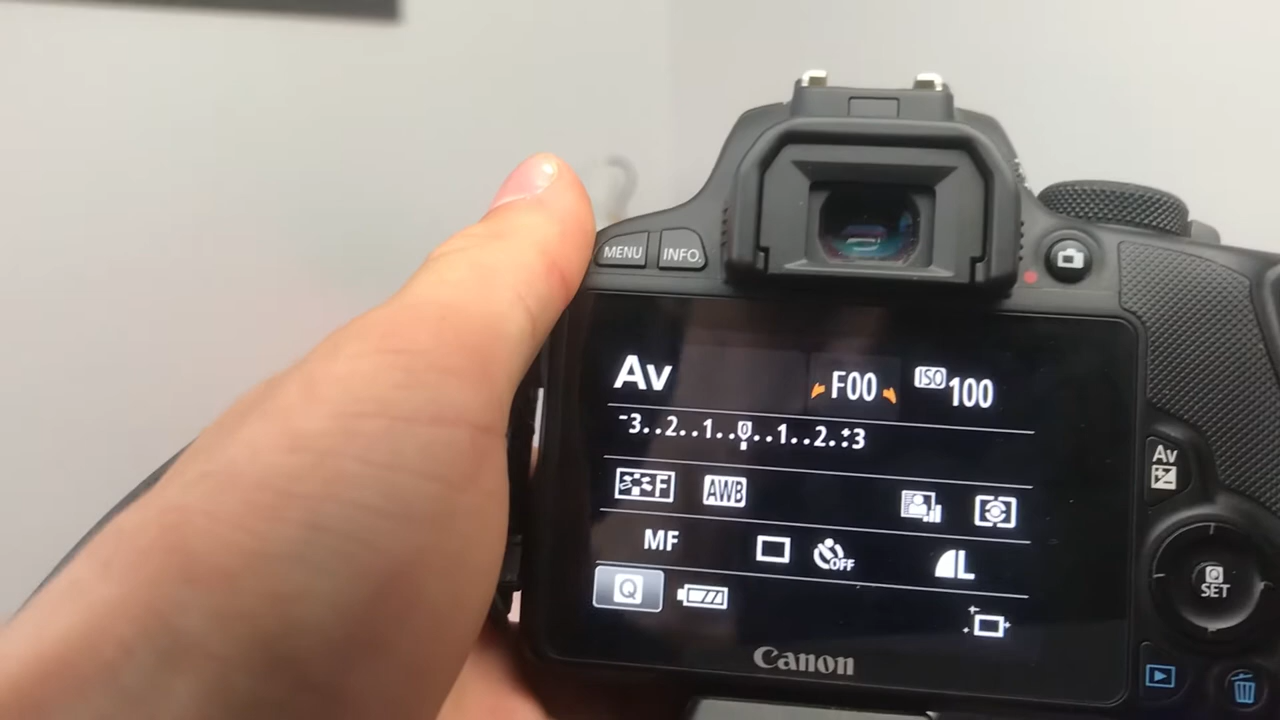 MENU INFO.
Av F00 ISO 100
-3..2..1..0..1..2..+3
F AWB
MF OFF L
Q
Canon
Av
Q
SET